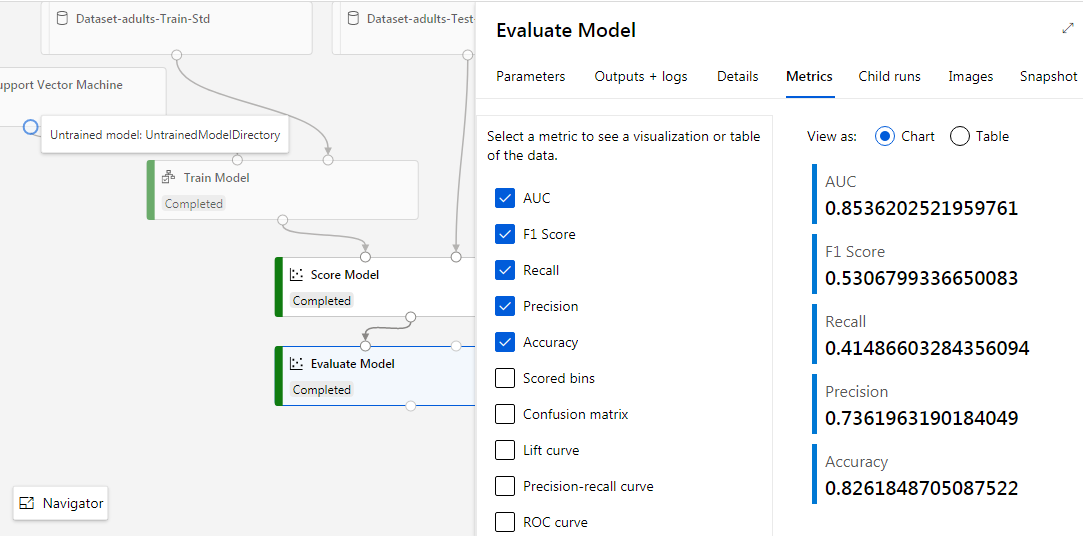 Dataset-adults-Train-Std
Dataset-adults-Test-
upport Vector Machine
Untrained model: UntrainedModelDirectory
Train Model
Completed
Score Model
Completed
Evaluate Model
Completed
Navigator
Evaluate Model
Parameters
Outputs + logs
Details
Metrics
Child runs
Images
Snapshot
Select a metric to see a visualization or table
of the data.
AUC
F1 Score
Recall
Precision
Accuracy
Scored bins
Confusion matrix
Lift curve
Precision-recall curve
ROC curve
View as:
Chart
Table
AUC
0.8536202521959761
F1 Score
0.5306799336650083
Recall
0.41486603284356094
Precision
0.7361963190184049
Accuracy
0.8261848705087522